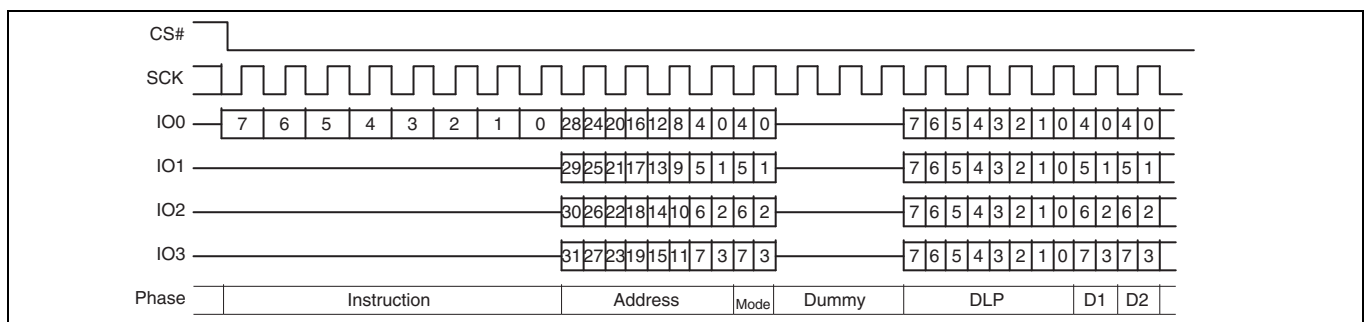 CS#
SCK
IO0 7 6 5 4 3 2 1 0 28 24 20 16 12 8 4 0 4 0 7 6 5 4 3 2 1 0 4 0 4 0
IO1 29 25 21 17 13 9 5 1 5 1 7 6 5 4 3 2 1 0 5 1 5 1
IO2 30 26 22 18 14 10 6 2 6 2 7 6 5 4 3 2 1 0 6 2 6 2
IO3 31 27 23 19 15 11 7 3 7 3 7 6 5 4 3 2 1 0 7 3 7 3
Phase Instruction Address Mode Dummy DLP D1 D2